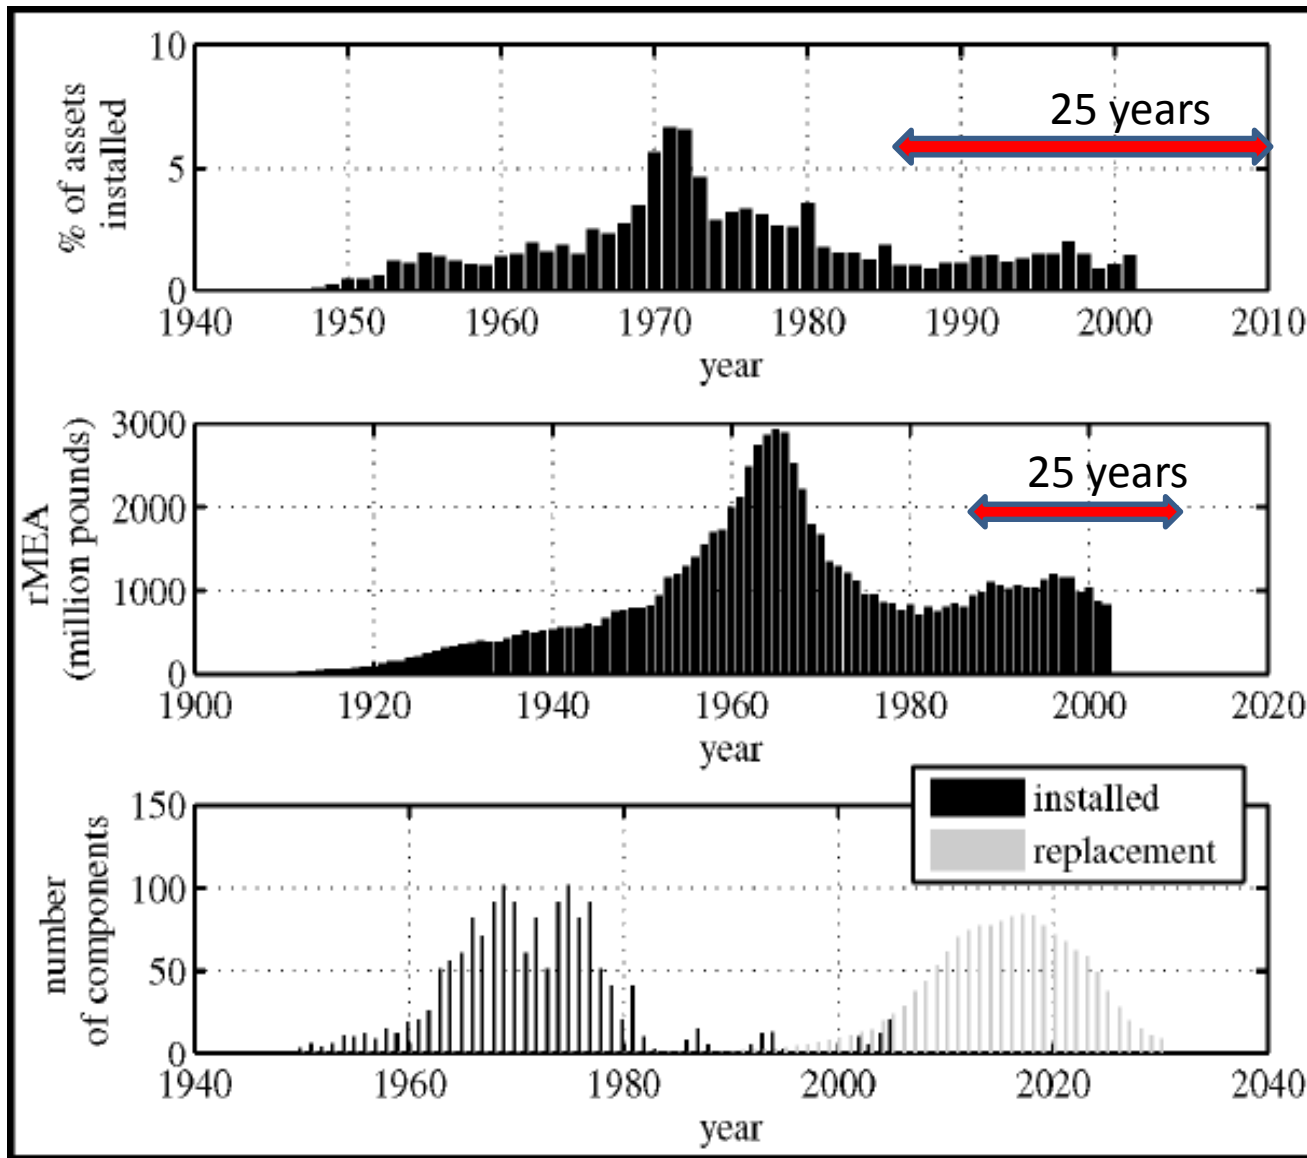 10
5
0
% of assets
installed
25 years
1940 1950 1960 1970 1980 1990 2000 2010
year
3000
2000
1000
0
rMEA
(million pounds)
25 years
1900 1920 1940 1960 1980 2000 2020
year
installed
replacement
150
100
50
0
number
of components
1940 1960 1980 2000 2020 2040
year